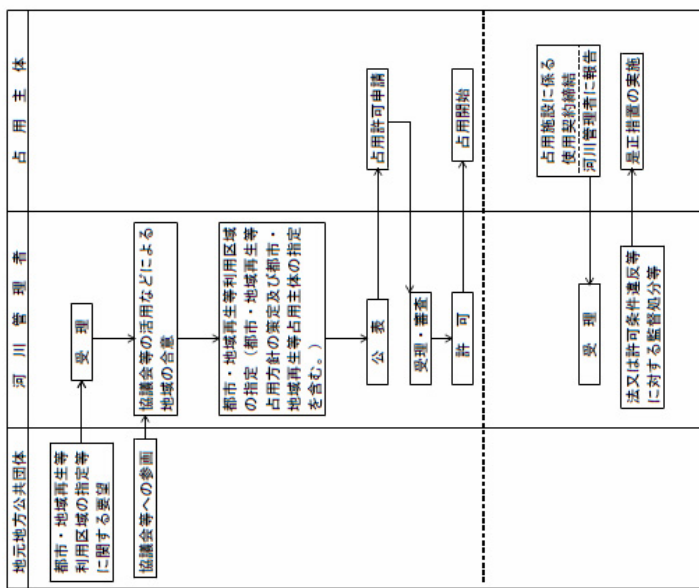 地元地方公共団体
河 川 管 理 者
占 用 主 体
都市・地域再生等
利用区域の指定等
に関する要望
受 理
協議会等への参画
協議会等の活用などによる
地域の合意
都市・地域再生等利用区域
の指定（都市・地域再生等
占用方針の策定及び都市・
地域再生等占用主体の指定
を含む。）
公 表
占用許可申請
受理・審査
許 可
占用開始
占用施設に係る
使用契約締結
河川管理者に報告
受 理
法又は許可条件違反等
に対する監督処分等
是正措置の実施